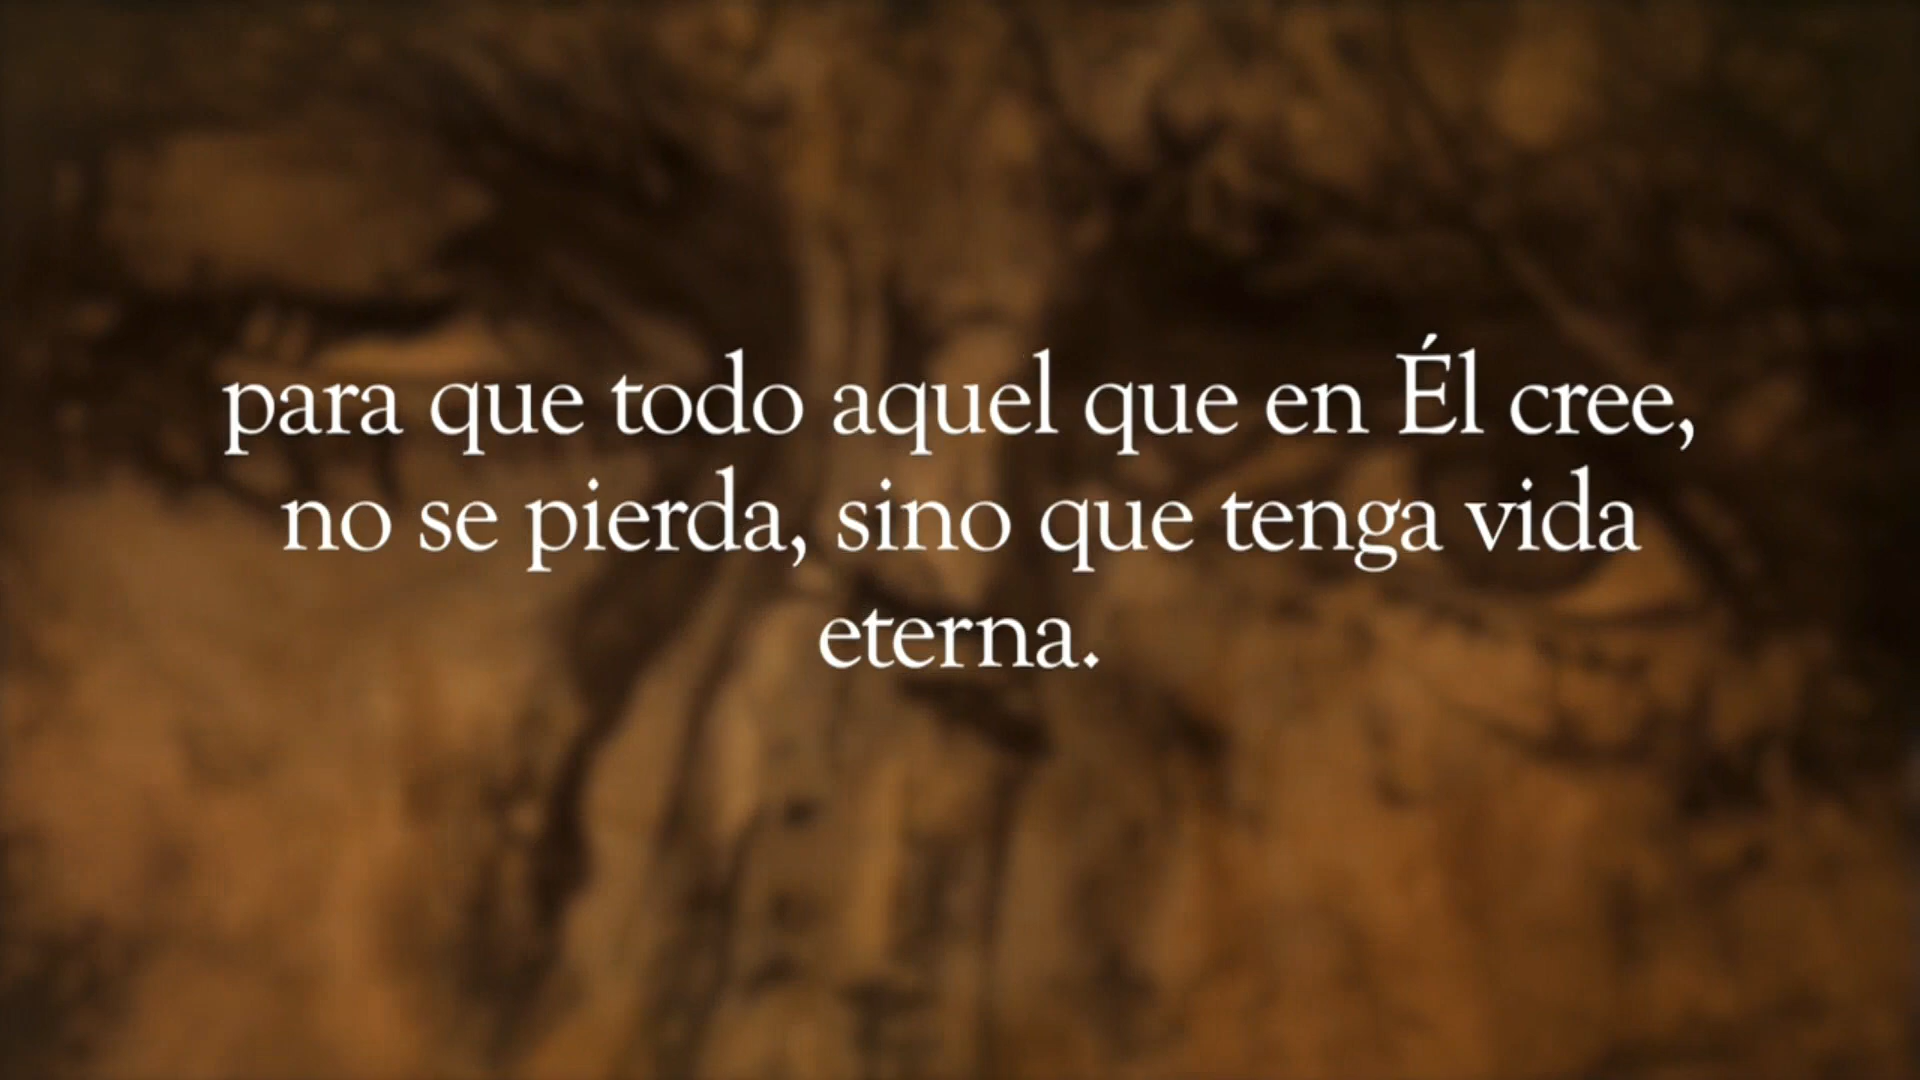 para que todo aquel que en Él cree,
no se pierda, sino que tenga vida
eterna.